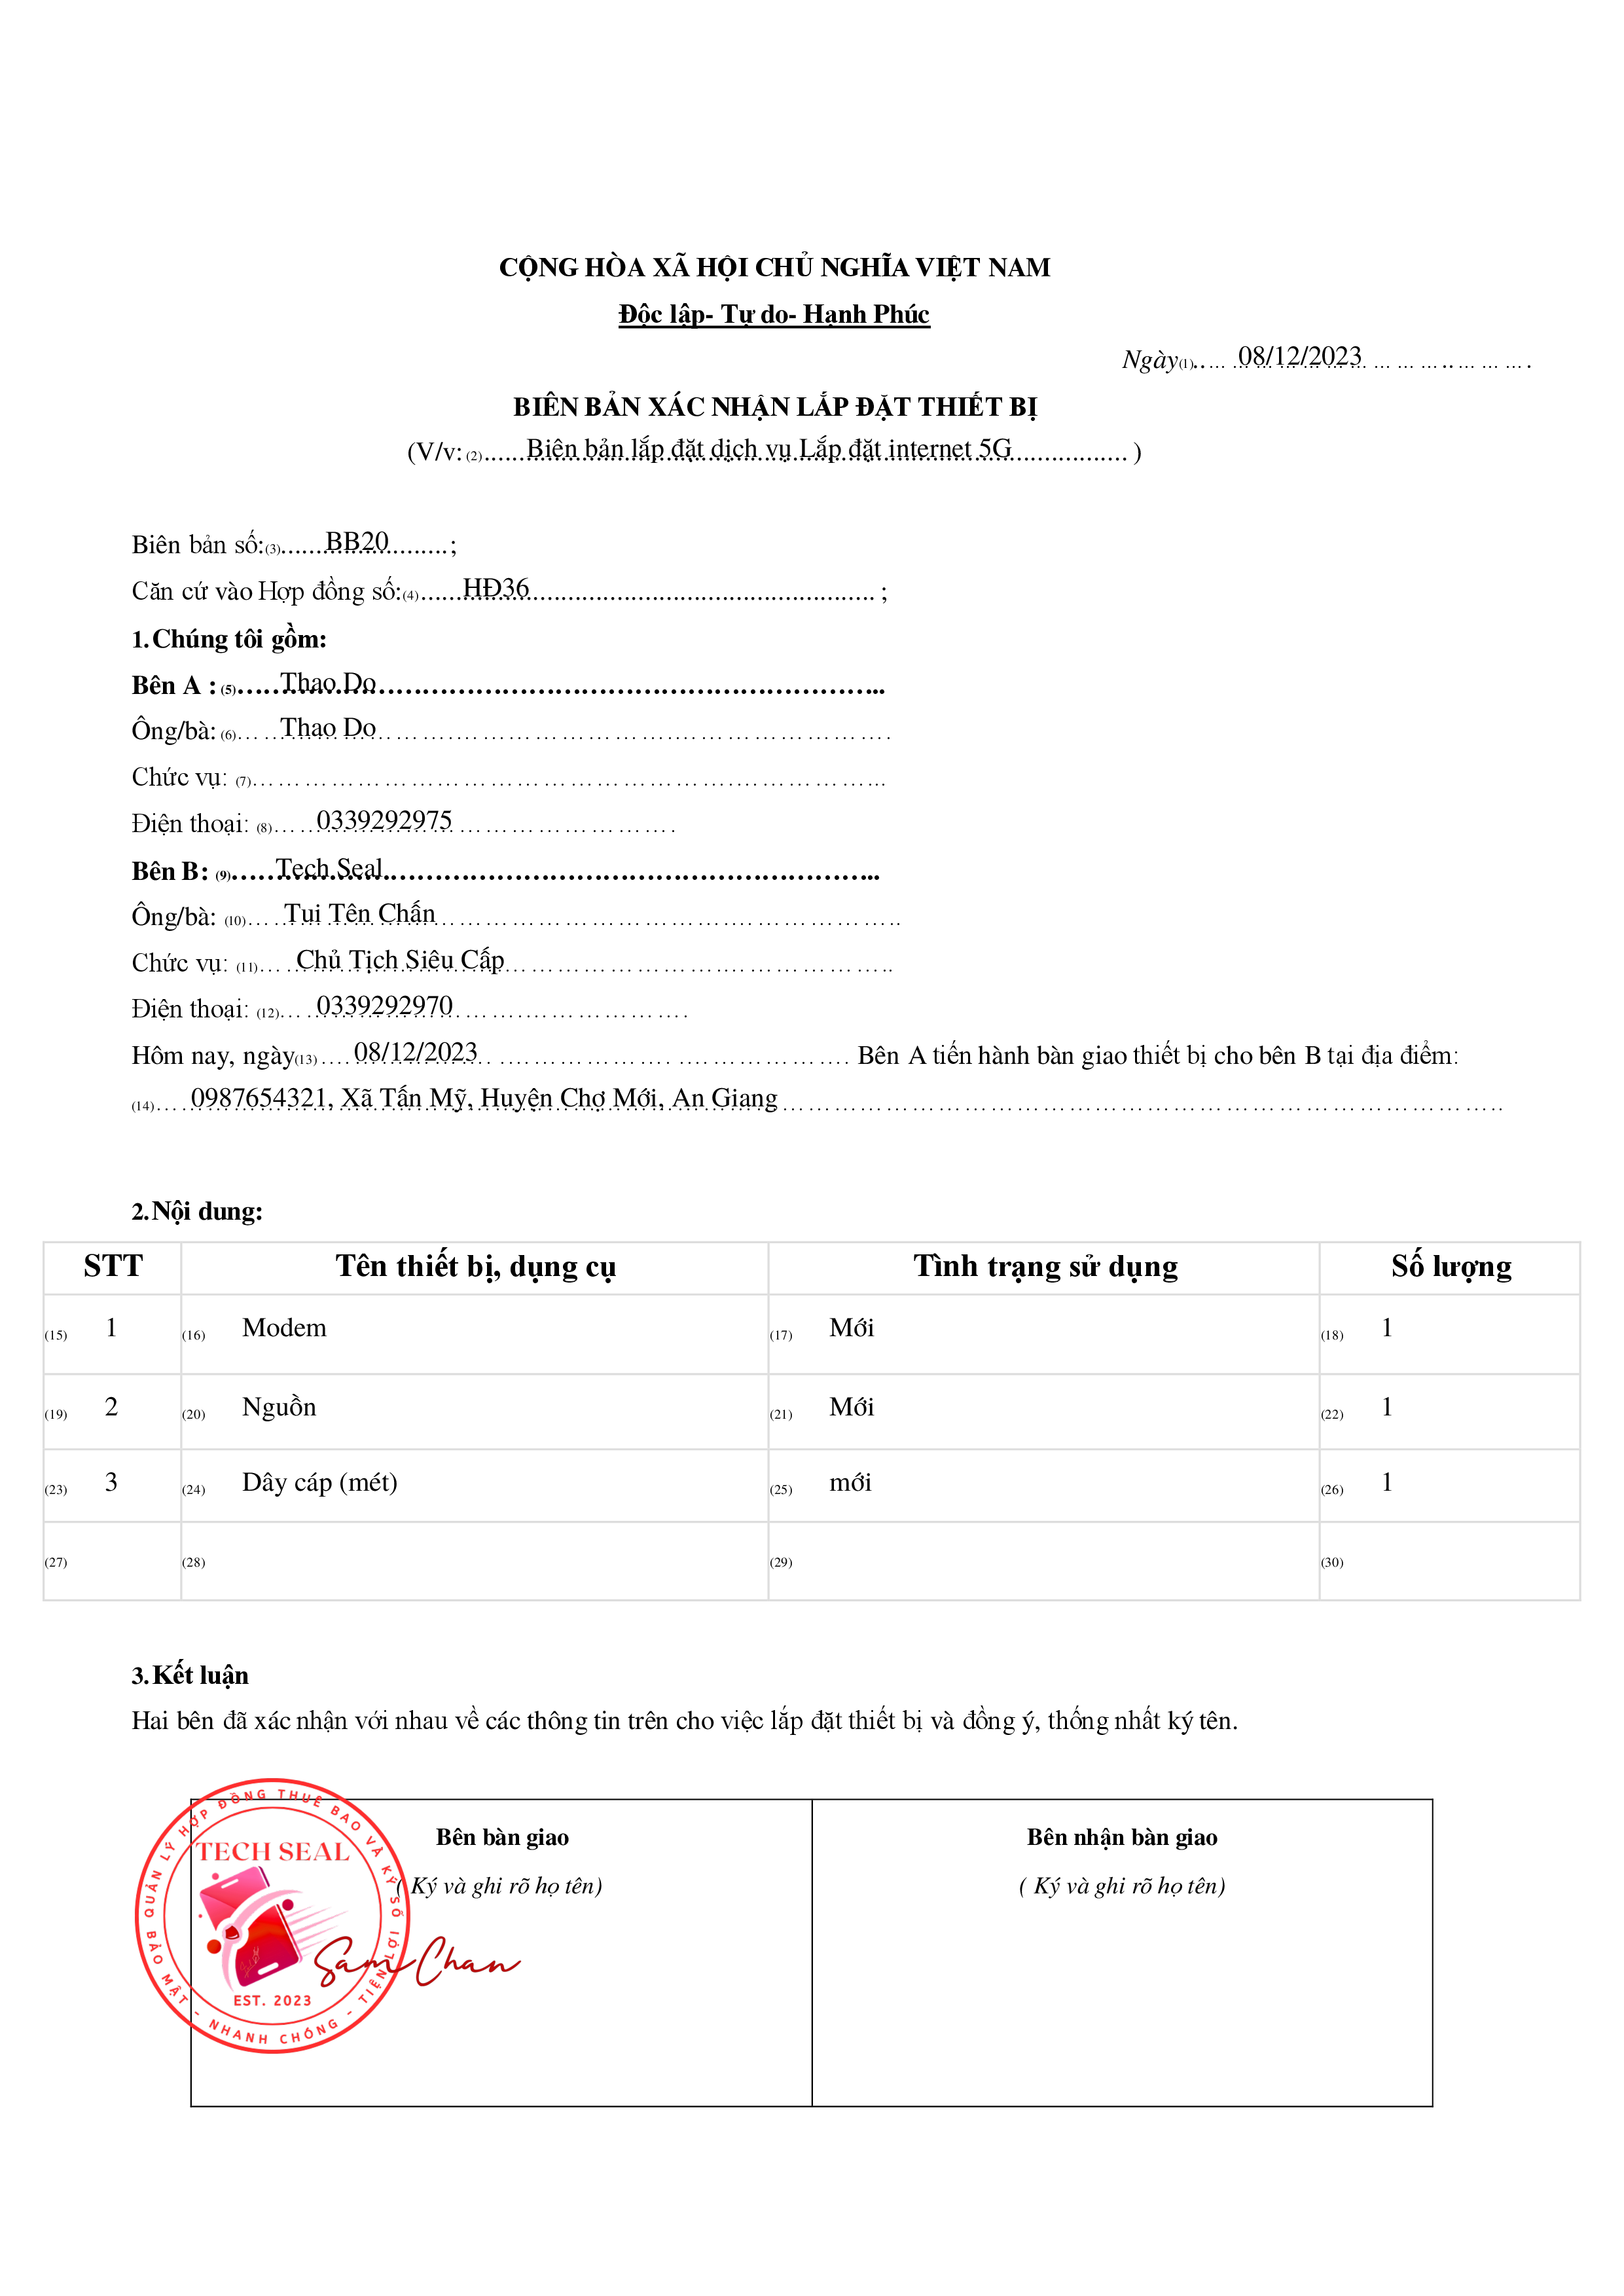 CỘNG HÒA XÃ HỘI CHỦ NGHĨA VIỆT NAM
Độc lập- Tự do- Hạnh Phúc
Ngày(1)..... 08/12/2023 .....
BIÊN BẢN XÁC NHẬN LẮP ĐẶT THIẾT BỊ
(V/v: (2)..... Biên bản lắp đặt dịch vụ Lắp đặt internet 5G ..... )
Biên bản số:(3)..... BB20 .....;
Căn cứ vào Hợp đồng số:(4)..... HĐ36 ..... ;
1. Chúng tôi gồm:
Bên A : (5)..... Thao Do .....
Ông/bà: (6)..... Thao Do .....
Chức vụ: (7).....
Điện thoại: (8)..... 0339292975 .....
Bên B: (9)..... Tech Seal .....
Ông/bà: (10)..... Tui Tên Chấn .....
Chức vụ: (11)..... Chủ Tịch Siêu Cấp .....
Điện thoại: (12)..... 0339292970 .....
Hôm nay, ngày(13) ..... 08/12/2023 ..... Bên A tiến hành bàn giao thiết bị cho bên B tại địa điểm:
(14)..... 0987654321, Xã Tấn Mỹ, Huyện Chợ Mới, An Giang .....
2. Nội dung:
STT Tên thiết bị, dụng cụ Tình trạng sử dụng Số lượng
(15) 1 (16) Modem (17) Mới (18) 1
(19) 2 (20) Nguồn (21) Mới (22) 1
(23) 3 (24) Dây cáp (mét) (25) mới (26) 1
(27) (28) (29) (30)
3. Kết luận
Hai bên đã xác nhận với nhau về các thông tin trên cho việc lắp đặt thiết bị và đồng ý, thống nhất ký tên.
Bên bàn giao Bên nhận bàn giao
( Ký và ghi rõ họ tên) ( Ký và ghi rõ họ tên)
QUẢN LÝ HỢP ĐỒNG THUÊ BAO VÀ KÝ SỐ
TECH SEAL
Sam Chan
EST. 2023
BẢO MẬT - NHANH CHÓNG - TIỆN LỢI